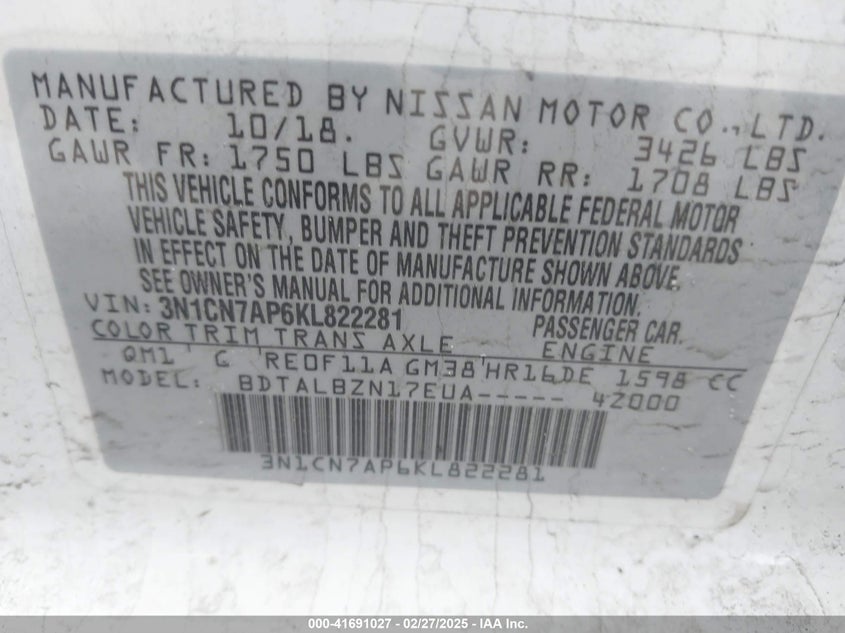 MANUFACTURED BY NISSAN MOTOR CO., LTD.
DATE: 10/18. GVWR: 3426 LBS
GAWR FR: 1750 LBS GAWR RR: 1708 LBS
THIS VEHICLE CONFORMS TO ALL APPLICABLE FEDERAL MOTOR
VEHICLE SAFETY, BUMPER AND THEFT PREVENTION STANDARDS
IN EFFECT ON THE DATE OF MANUFACTURE SHOWN ABOVE.
SEE OWNER'S MANUAL FOR ADDITIONAL INFORMATION.
VIN: 3N1CN7AP6KL822281 PASSENGER CAR.
COLOR TRIM TRANS AXLE ENGINE
QM1 G RE0F11A GM38 HR16DE 1598 CC
MODEL: BDTALBZN17EUA----- 4Z000
3N1CN7AP6KL822281
000-41691027 - 02/27/2025 - IAA Inc.